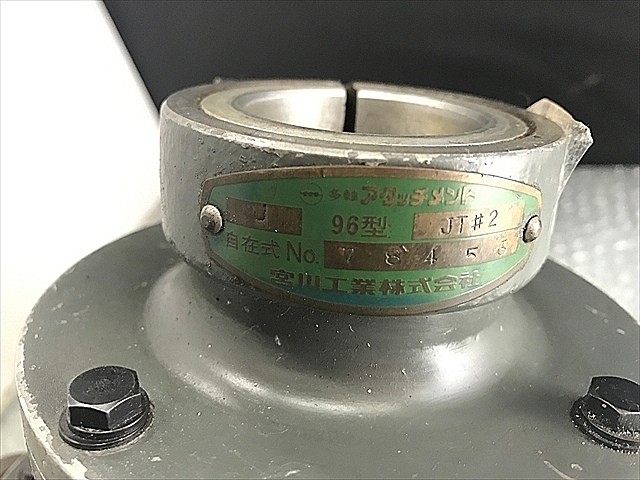 多軸アタッチメント
J 96型 JT#2
自在式 No. 7 8 4 5 3
宮川工業株式会社